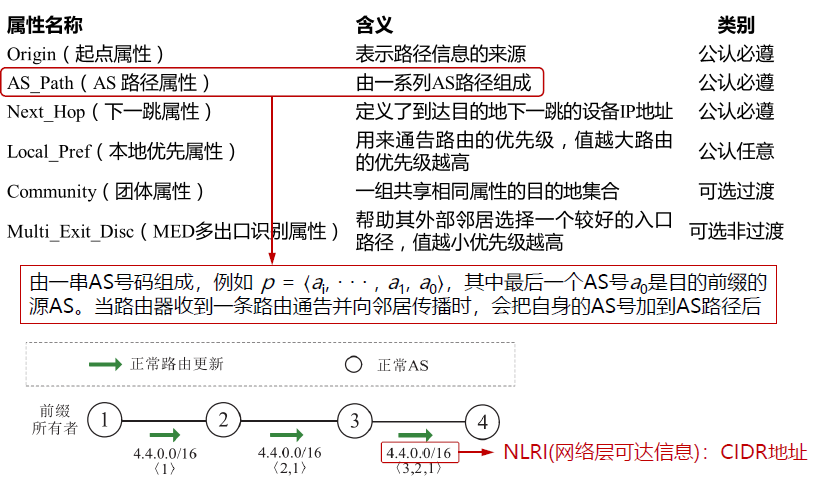 属性名称 含义 类别
Origin（起点属性） 表示路径信息的来源 公认必遵
AS_Path（AS 路径属性） 由一系列AS路径组成 公认必遵
Next_Hop（下一跳属性） 定义了到达目的地下一跳的设备IP地址 公认必遵
Local_Pref（本地优先属性） 用来通告路由的优先级，值越大路由
的优先级越高 公认任意
Community（团体属性） 一组共享相同属性的目的地集合 可选过渡
Multi_Exit_Disc（MED多出口识别属性） 帮助其外部邻居选择一个较好的入口
路径，值越小优先级越高 可选非过渡
由一串AS号码组成，例如 p = ⟨ai, · · · , a1, a0⟩，其中最后一个AS号a0是目的前缀的
源AS。当路由器收到一条路由通告并向邻居传播时，会把自身的AS号加到AS路径后
正常路由更新 正常AS
前缀
所有者
1 2 3 4
4.4.0.0/16 4.4.0.0/16 4.4.0.0/16 NLRI(网络层可达信息)：CIDR地址
⟨1⟩ ⟨2,1⟩ ⟨3,2,1⟩